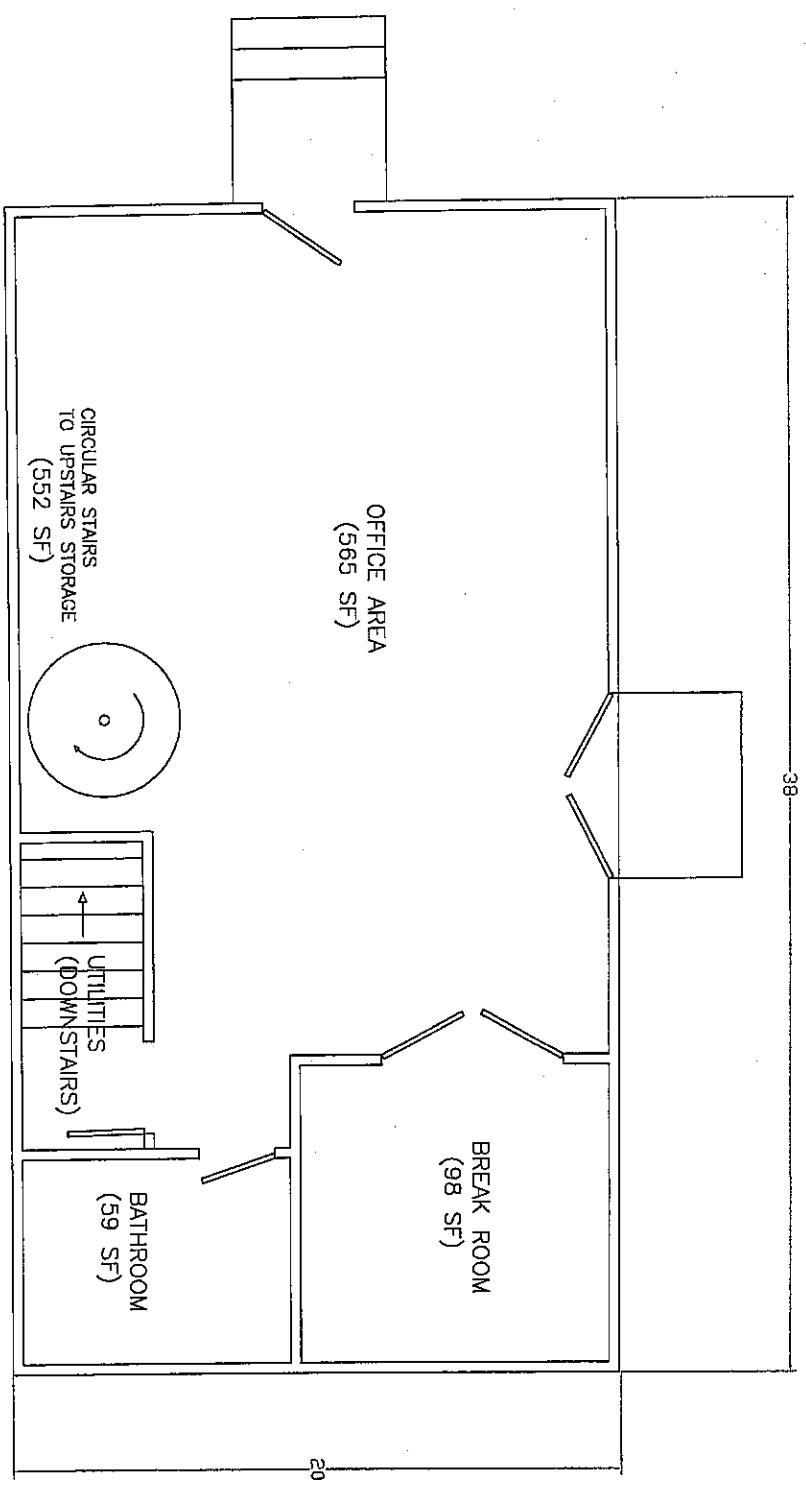 38
OFFICE AREA
(565 SF)
CIRCULAR STAIRS
TO UPSTAIRS STORAGE
(552 SF)
UTILITIES
(DOWNSTAIRS)
BREAK ROOM
(98 SF)
BATHROOM
(59 SF)
20